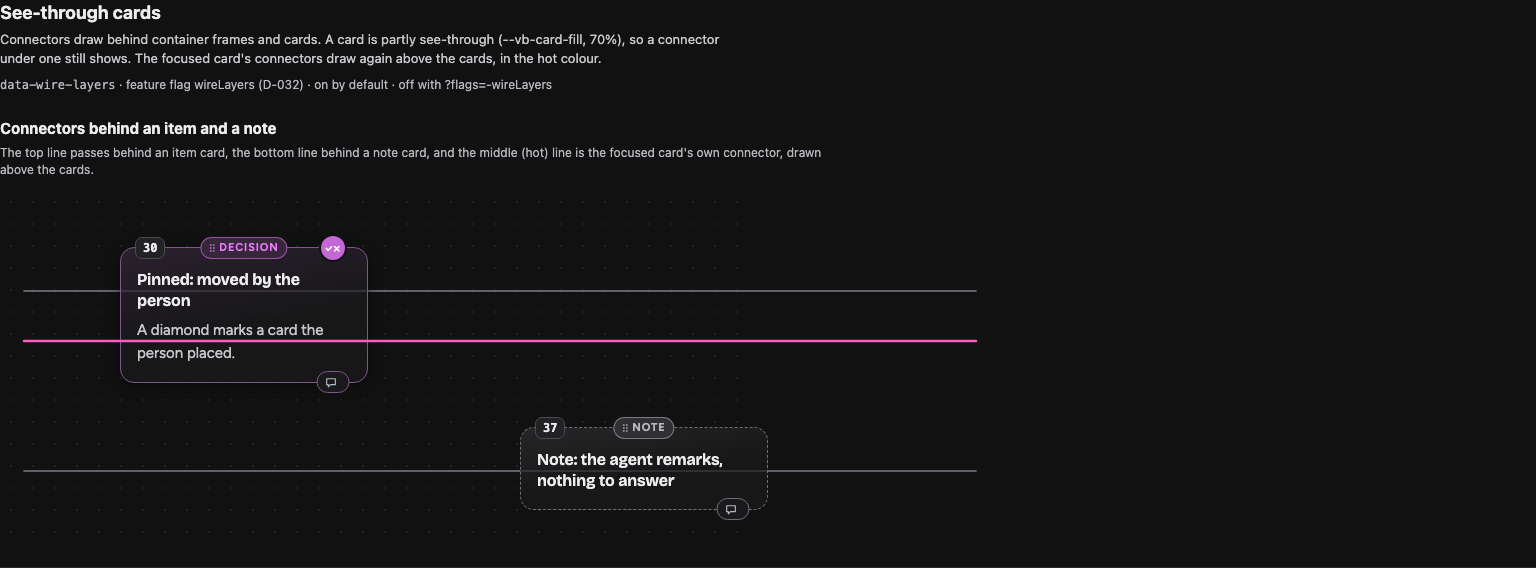 See-through cards
Connectors draw behind container frames and cards. A card is partly see-through (--vb-card-fill, 70%), so a connector
under one still shows. The focused card's connectors draw again above the cards, in the hot colour.
data-wire-layers · feature flag wireLayers (D-032) · on by default · off with ?flags=-wireLayers
Connectors behind an item and a note
The top line passes behind an item card, the bottom line behind a note card, and the middle (hot) line is the focused card's own connector, drawn
above the cards.
30
DECISION
Pinned: moved by the
person
A diamond marks a card the
person placed.
37
NOTE
Note: the agent remarks,
nothing to answer